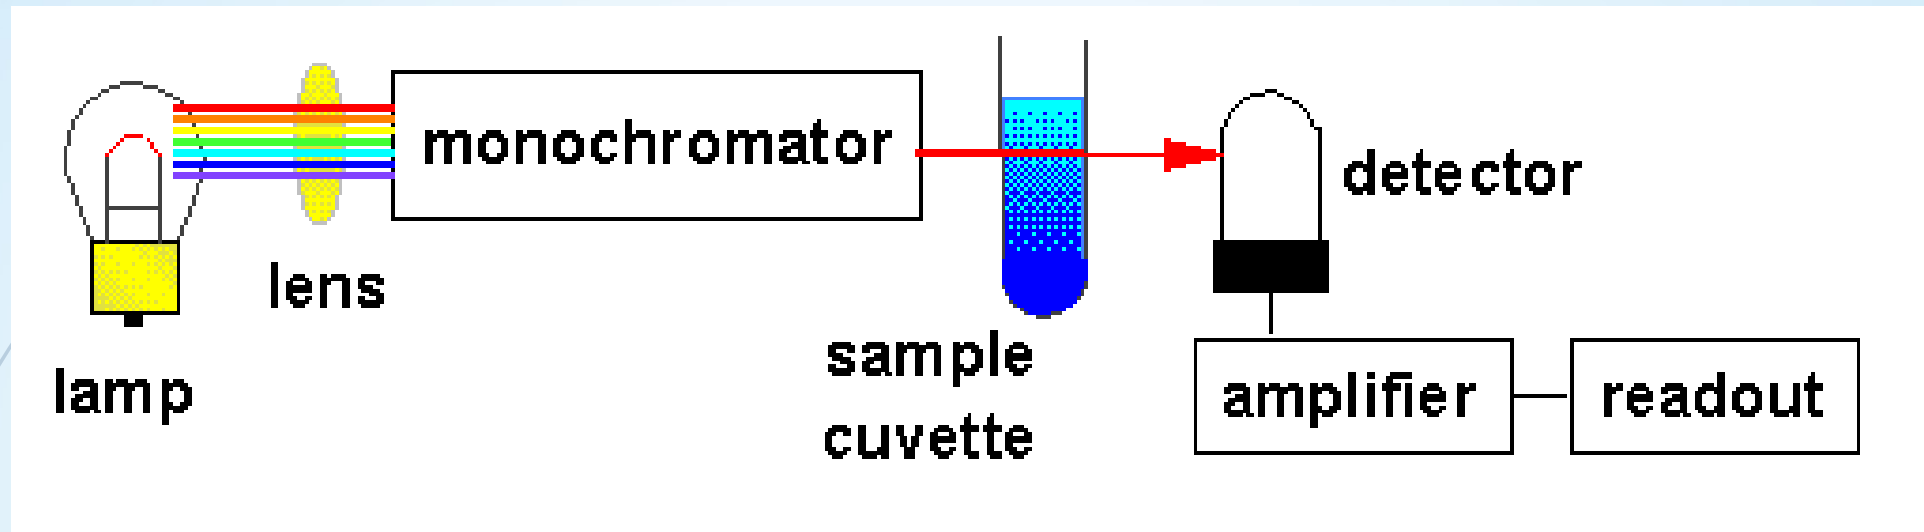 monochromator
detector
lens
lamp
sample
cuvette
amplifier
readout